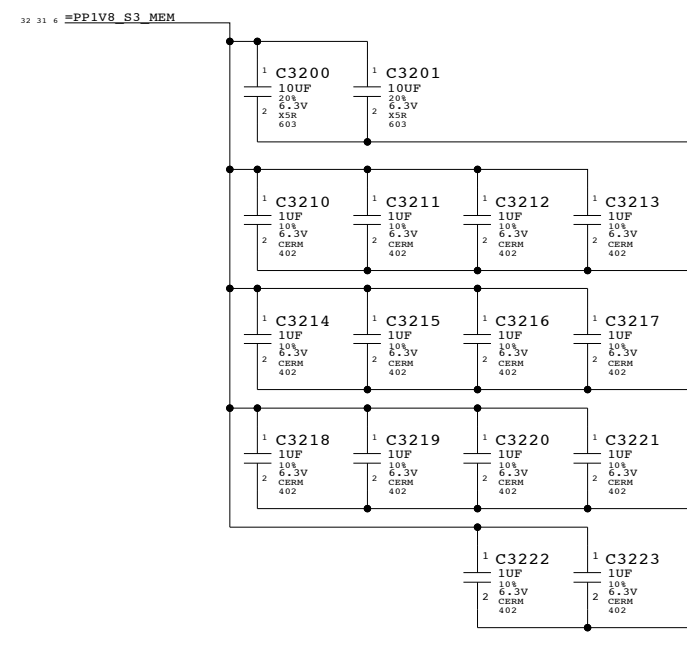 32 31 6 =PP1V8_S3_MEM
1 C3200 1 C3201
10UF 10UF
20% 20%
6.3V 6.3V
2 X5R 2 X5R
603 603
1 C3210 1 C3211 1 C3212 1 C3213
1UF 1UF 1UF 1UF
10% 10% 10% 10%
6.3V 6.3V 6.3V 6.3V
2 CERM 2 CERM 2 CERM 2 CERM
402 402 402 402
1 C3214 1 C3215 1 C3216 1 C3217
1UF 1UF 1UF 1UF
10% 10% 10% 10%
6.3V 6.3V 6.3V 6.3V
2 CERM 2 CERM 2 CERM 2 CERM
402 402 402 402
1 C3218 1 C3219 1 C3220 1 C3221
1UF 1UF 1UF 1UF
10% 10% 10% 10%
6.3V 6.3V 6.3V 6.3V
2 CERM 2 CERM 2 CERM 2 CERM
402 402 402 402
1 C3222 1 C3223
1UF 1UF
10% 10%
6.3V 6.3V
2 CERM 2 CERM
402 402